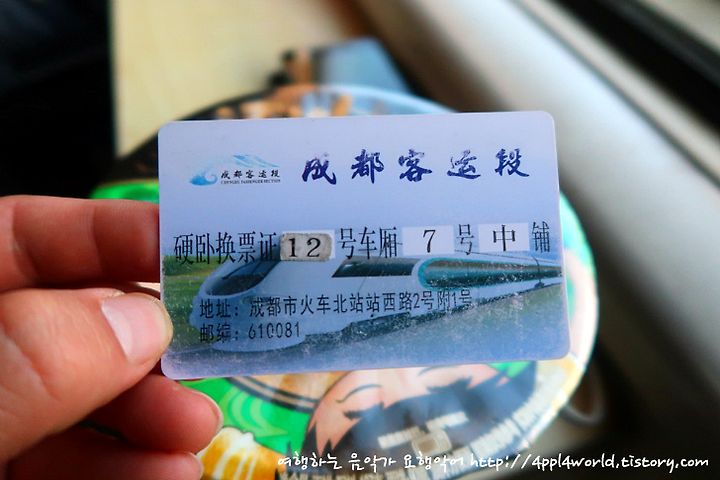 成都客运段
CHENGDU PASSENGER SECTION
成都客运段
硬卧换票证 12 号车厢 7 号 中 铺
地址：成都市火车北站站西路2号附1号
邮编：610081
여행하는 음악가 요행악어 http://4ppl4world.tistory.com